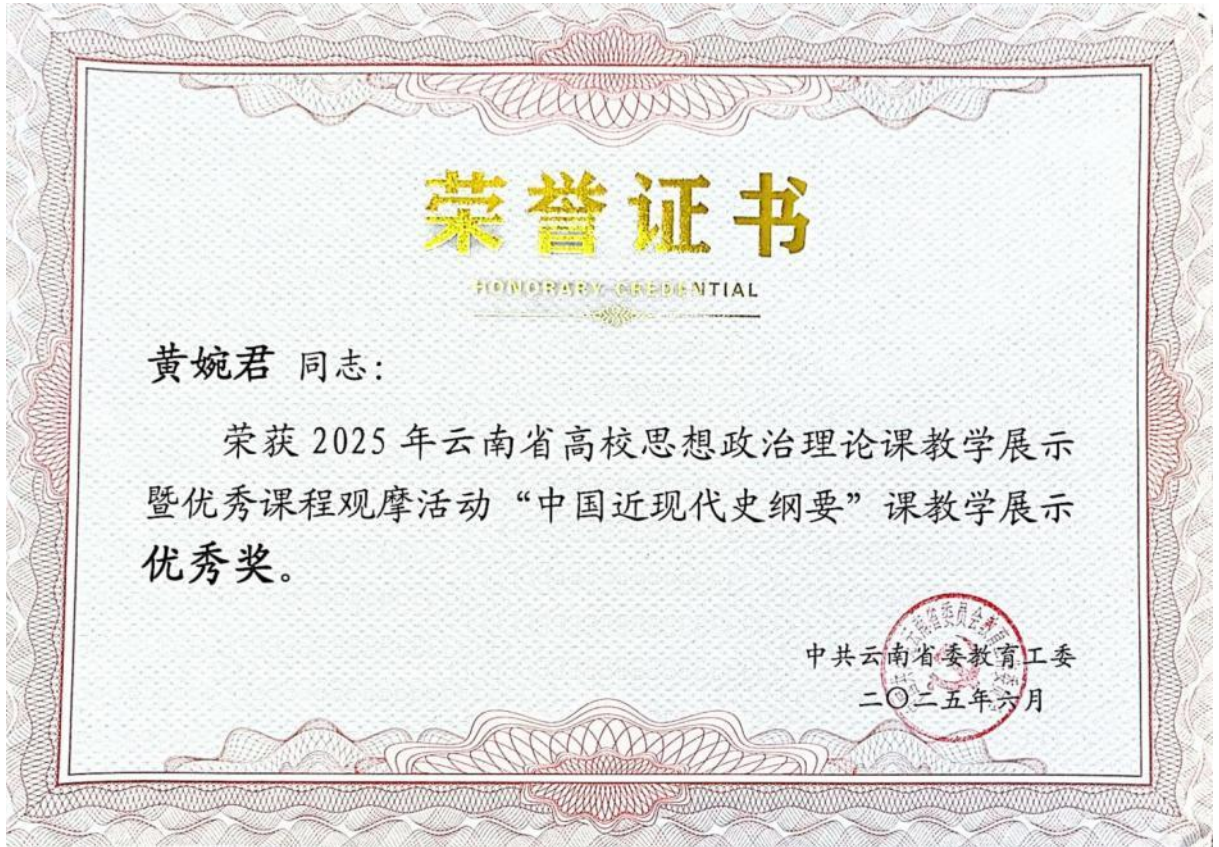 荣誉证书
HONORARY CREDENTIAL
黄婉君 同志：
荣获 2025 年云南省高校思想政治理论课教学展示
暨优秀课程观摩活动“中国近现代史纲要”课教学展示
优秀奖。
中共云南省委教育工委
二〇二五年六月